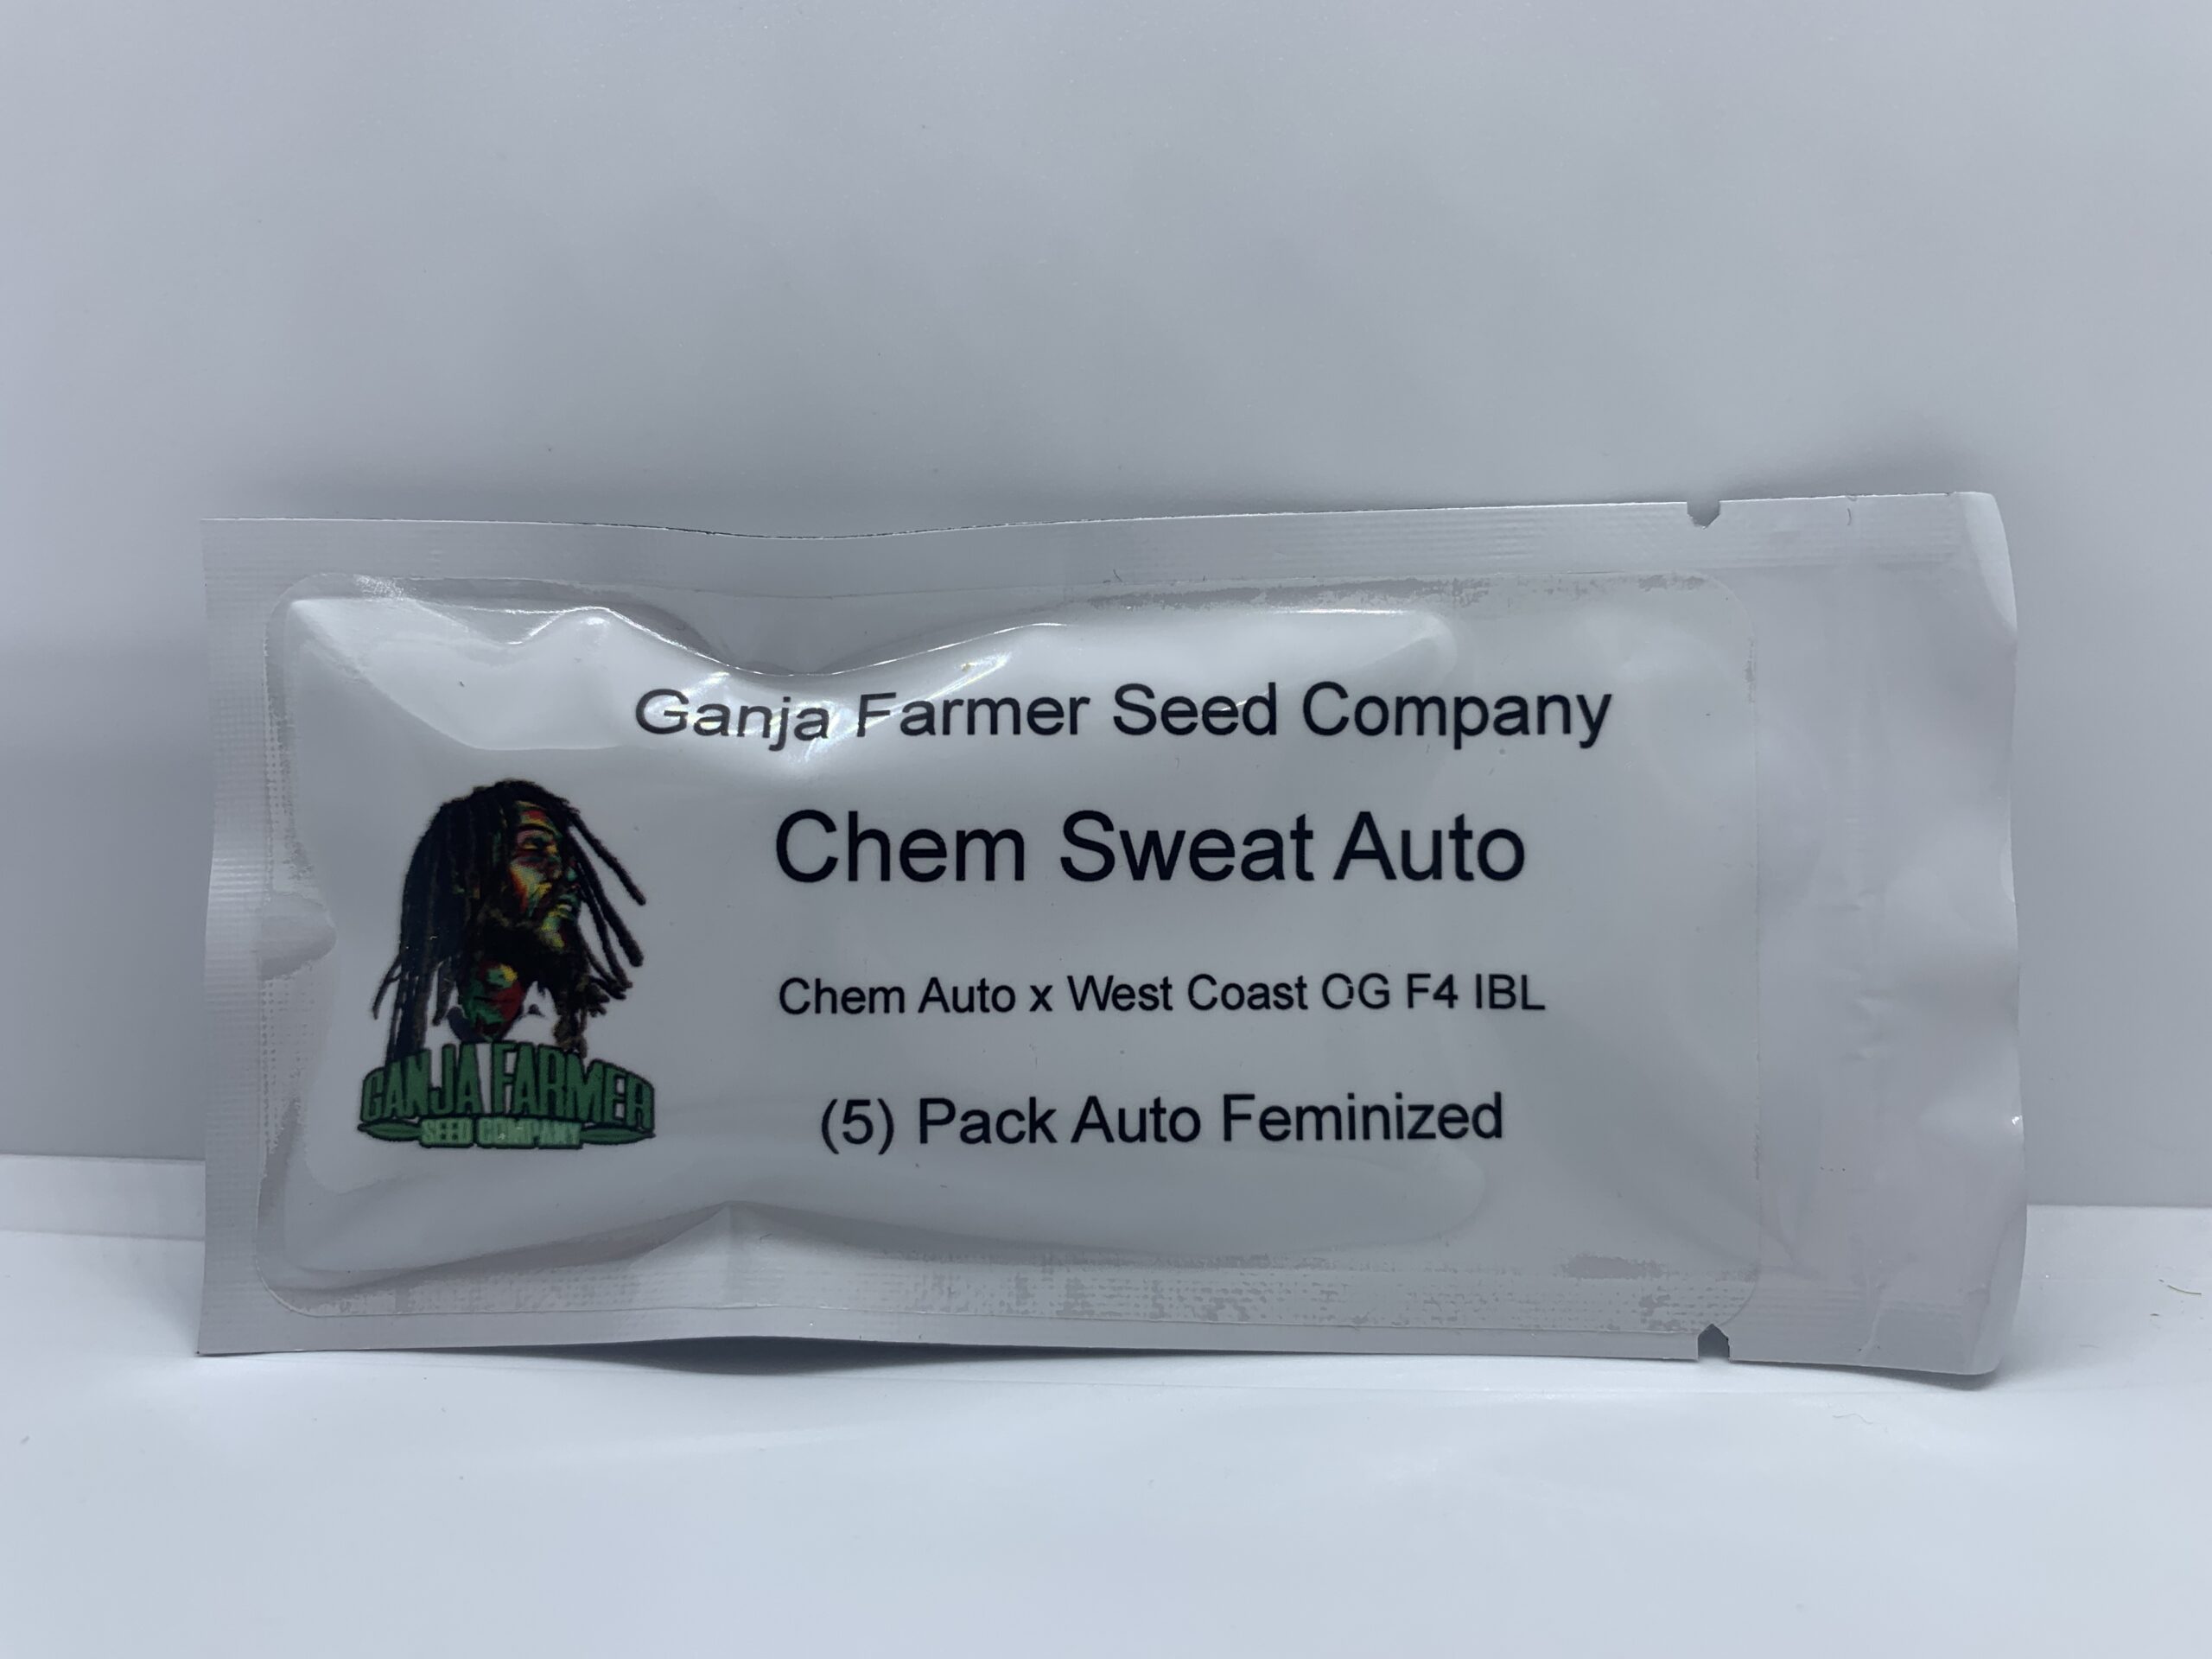 Ganja Farmer Seed Company
Chem Sweat Auto
Chem Auto x West Coast OG F4 IBL
(5) Pack Auto Feminized
GANJA FARMER
SEED COMPANY